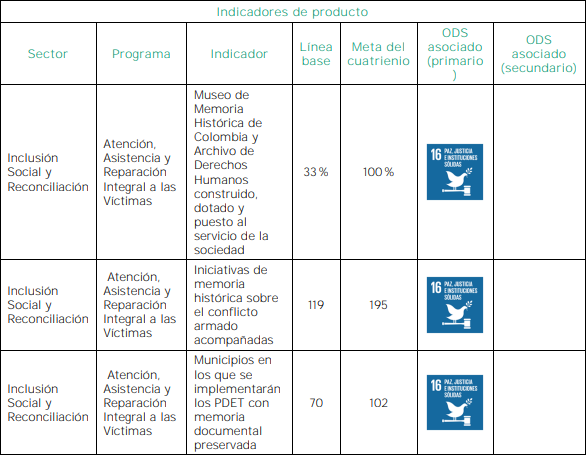 Indicadores de producto
Sector
Programa
Indicador
Línea
base
Meta del
cuatrienio
ODS
asociado
(primario
)
ODS
asociado
(secundario)
Inclusión
Social y
Reconciliación
Atención,
Asistencia y
Reparación
Integral a las
Víctimas
Museo de
Memoria
Histórica de
Colombia y
Archivo de
Derechos
Humanos
construido,
dotado y
puesto al
servicio de la
sociedad
33 %
100 %
16 PAZ, JUSTICIA
E INSTITUCIONES
SÓLIDAS
Inclusión
Social y
Reconciliación
Atención,
Asistencia y
Reparación
Integral a las
Víctimas
Iniciativas de
memoria
histórica sobre
el conflicto
armado
acompañadas
119
195
16 PAZ, JUSTICIA
E INSTITUCIONES
SÓLIDAS
Inclusión
Social y
Reconciliación
Atención,
Asistencia y
Reparación
Integral a las
Víctimas
Municipios en
los que se
implementarán
los PDET con
memoria
documental
preservada
70
102
16 PAZ, JUSTICIA
E INSTITUCIONES
SÓLIDAS